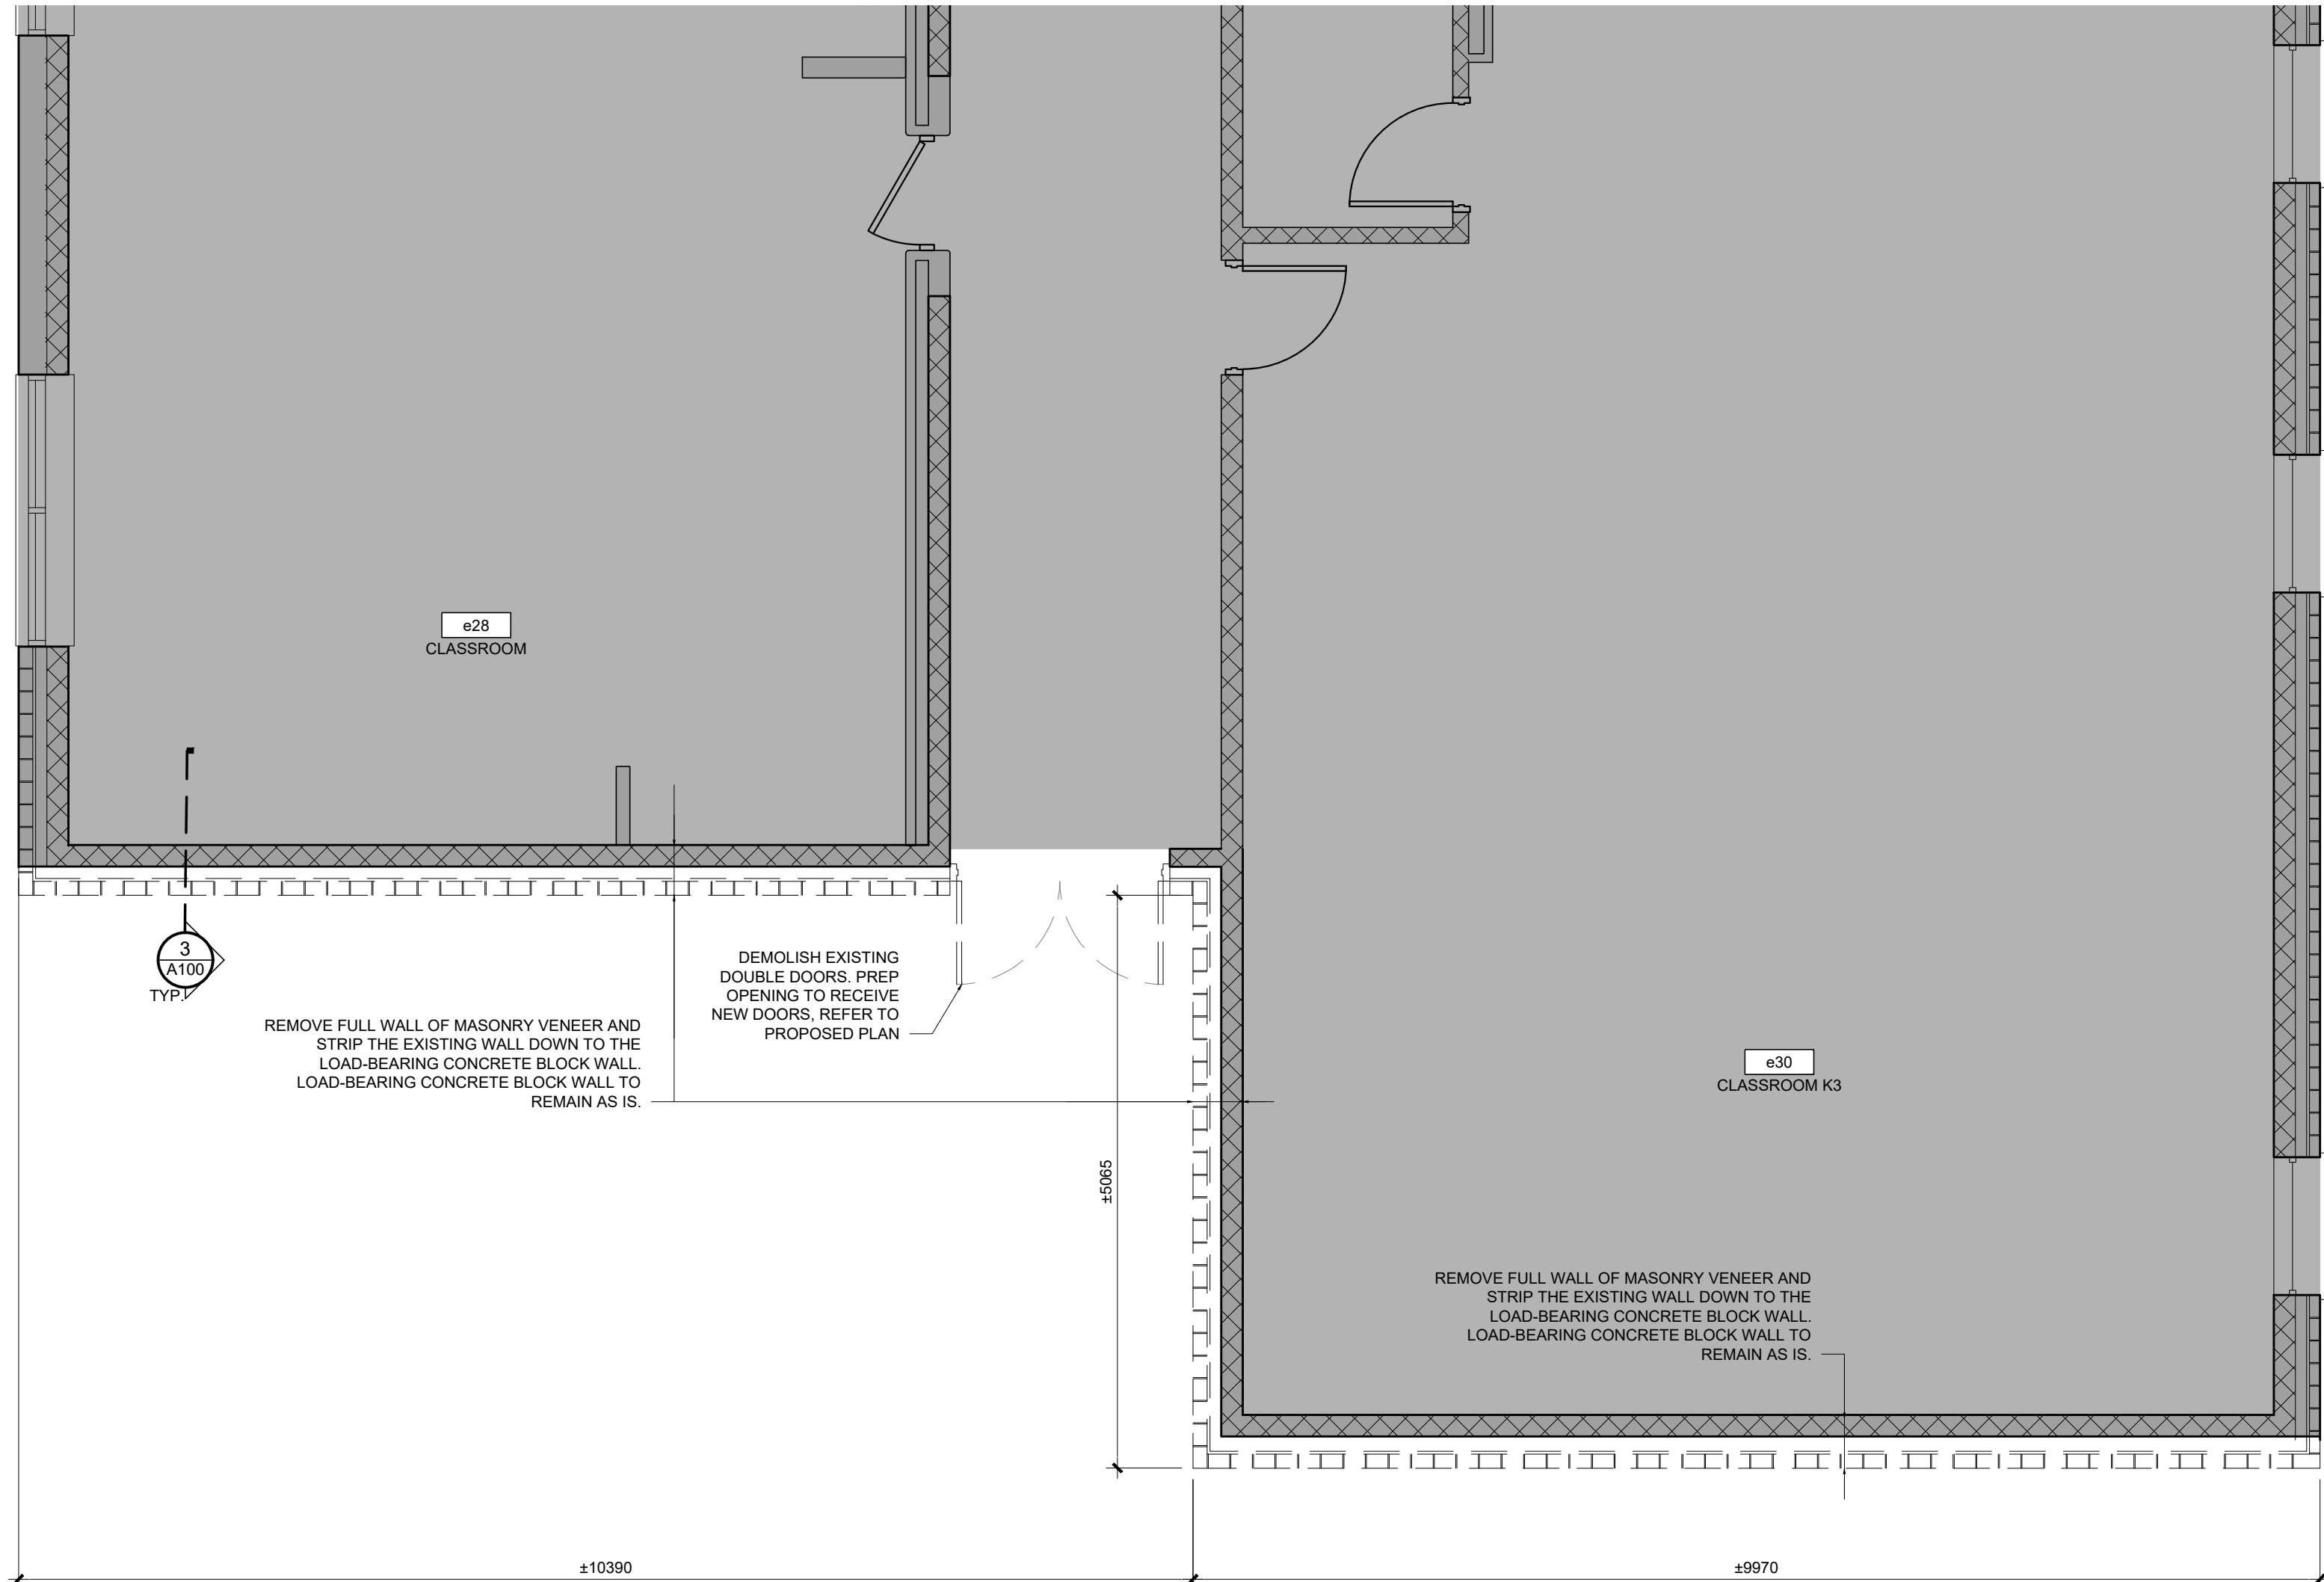 e28
CLASSROOM
3
A100
TYP.
DEMOLISH EXISTING
DOUBLE DOORS. PREP
OPENING TO RECEIVE
NEW DOORS, REFER TO
PROPOSED PLAN
REMOVE FULL WALL OF MASONRY VENEER AND
STRIP THE EXISTING WALL DOWN TO THE
LOAD-BEARING CONCRETE BLOCK WALL.
LOAD-BEARING CONCRETE BLOCK WALL TO
REMAIN AS IS.
e30
CLASSROOM K3
±5065
REMOVE FULL WALL OF MASONRY VENEER AND
STRIP THE EXISTING WALL DOWN TO THE
LOAD-BEARING CONCRETE BLOCK WALL.
LOAD-BEARING CONCRETE BLOCK WALL TO
REMAIN AS IS.
±10390
±9970